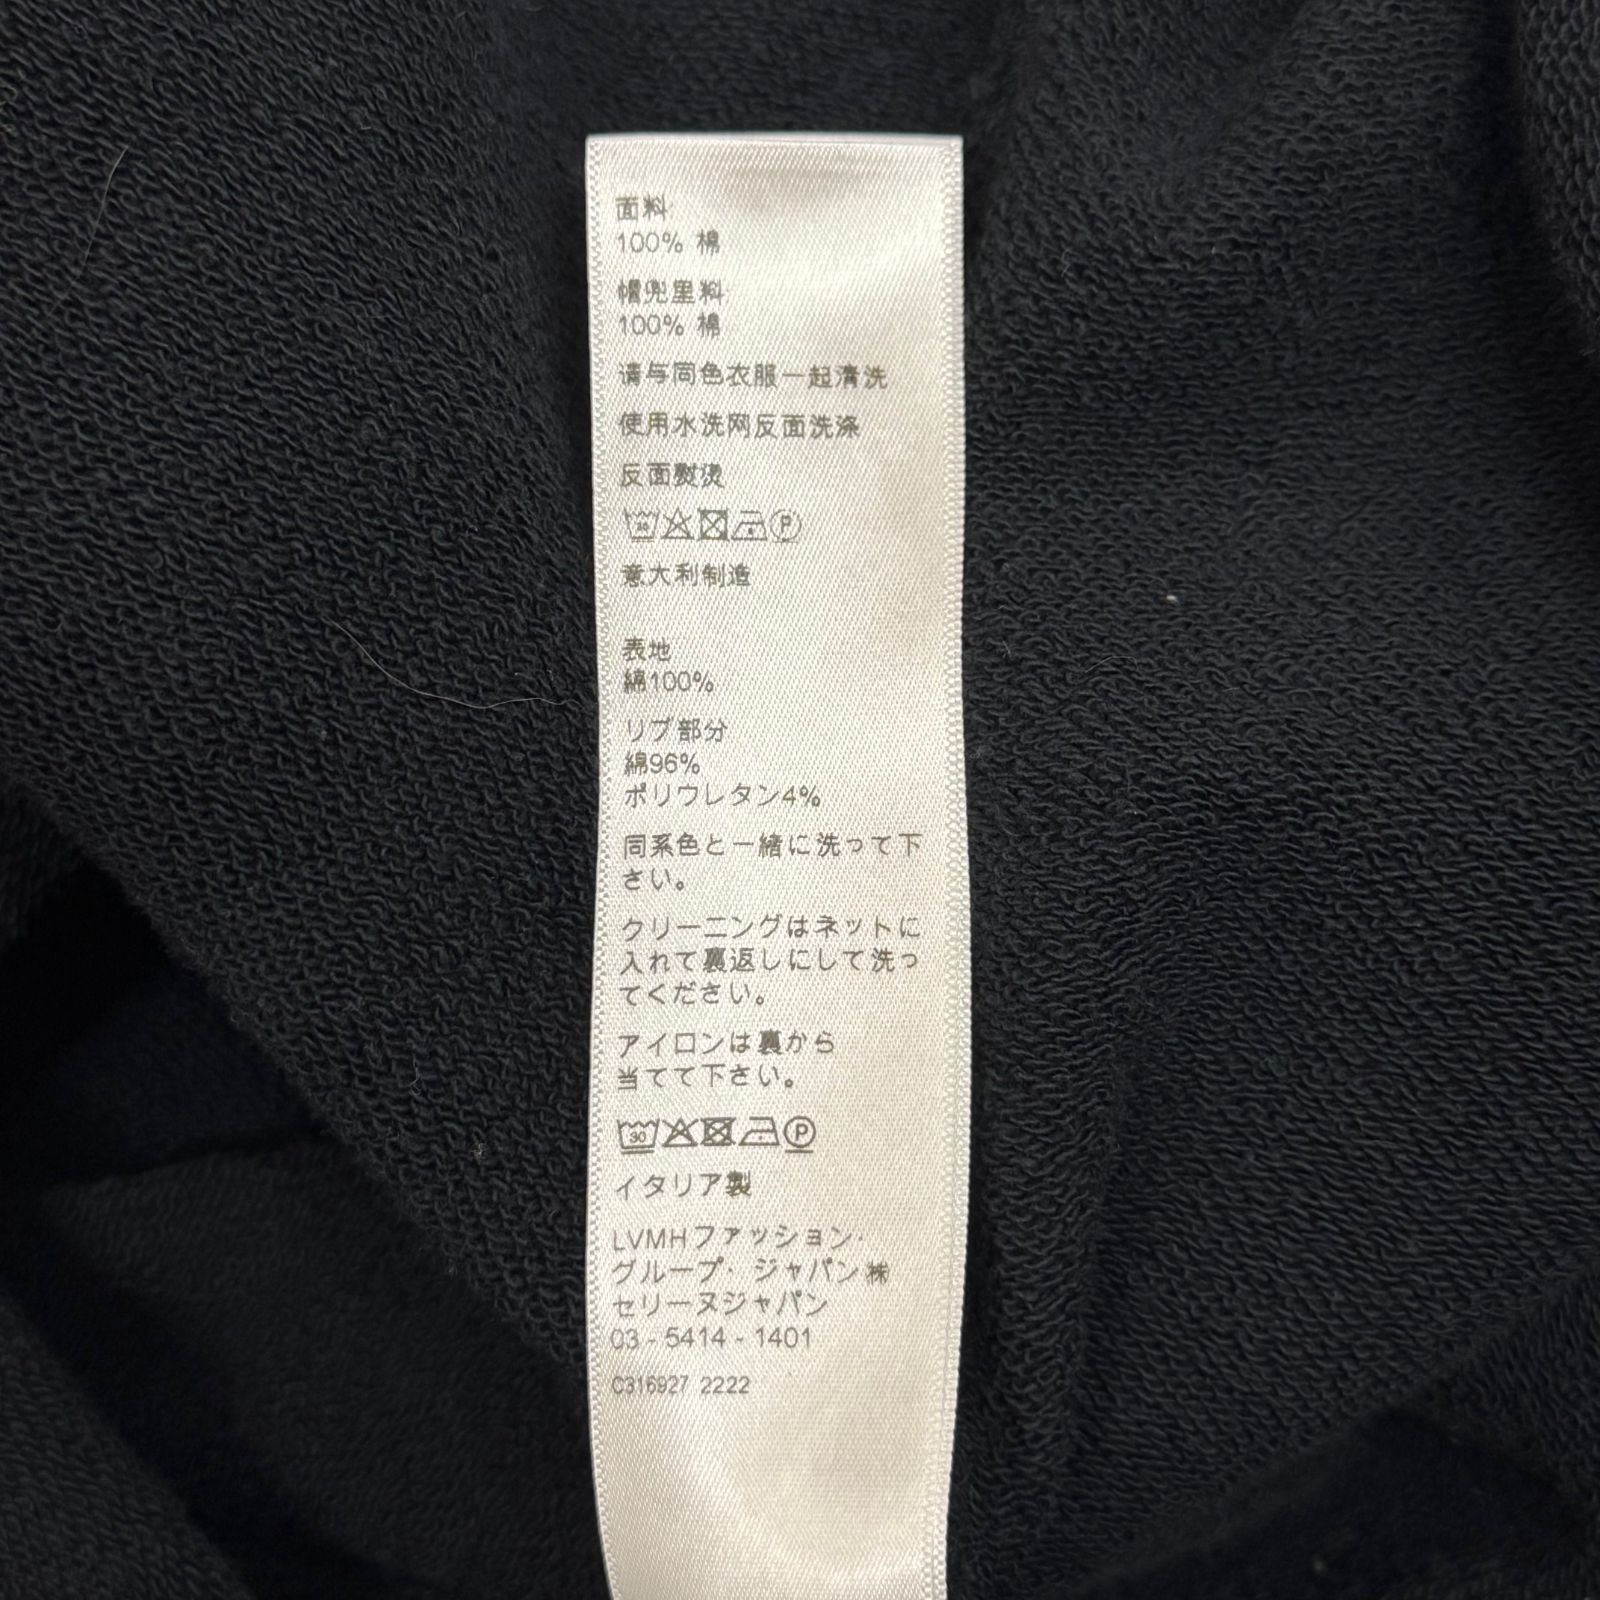 面料
100% 棉
帽兜里料
100% 棉
请与同色衣服一起清洗
使用水洗网反面洗涤
反面熨烫
P
意大利制造
表地
綿100%
リブ部分
綿96%
ポリウレタン4%
同系色と一緒に洗って下
さい。
クリーニングはネットに
入れて裏返しにして洗っ
てください。
アイロンは裏から
当てて下さい。
30 P
イタリア製
LVMHファッション・
グループ・ジャパン㈱
セリーヌジャパン
03 - 5414 - 1401
C316927 2222